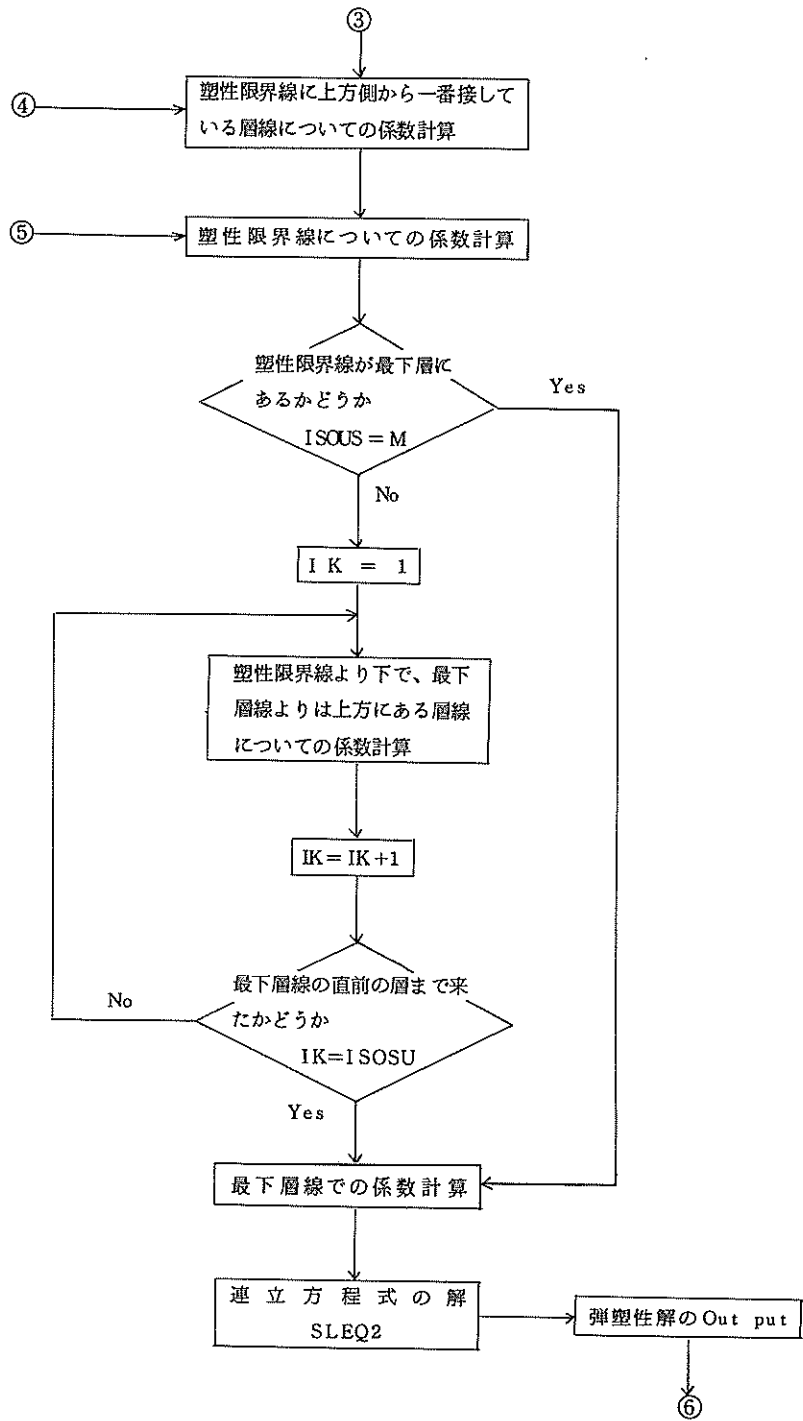 ③
④
塑性限界線に上方側から一番接して
いる層線についての係数計算
⑤
塑性限界線についての係数計算
塑性限界線が最下層に
あるかどうか
ISOUS = M
Yes
No
IK = 1
塑性限界線より下で、最下
層線よりは上方にある層線
についての係数計算
IK=IK+1
最下層線の直前の層まで来
たかどうか
IK=ISOSU
No
Yes
最下層線での係数計算
連立方程式の解
SLEQ2
弾塑性解のOut put
⑥